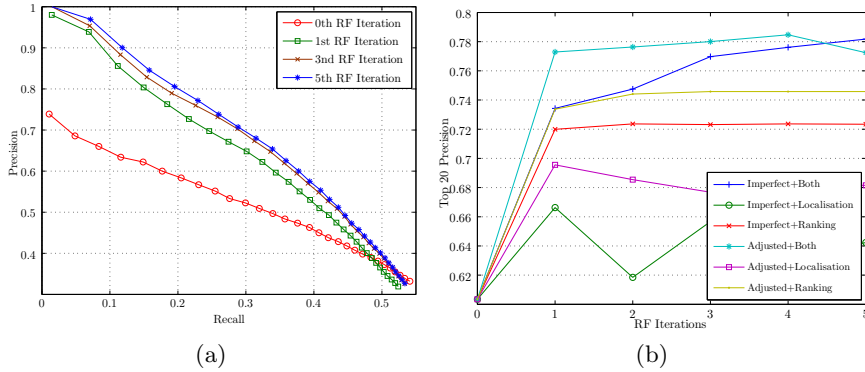 1
0.9
0.8
0.7
0.6
0.5
0.4
0
0.1
0.2
0.3
0.4
0.5
Precision
Recall
0th RF Iteration
1st RF Iteration
3nd RF Iteration
5th RF Iteration
(a)
0.8
0.78
0.76
0.74
0.72
0.7
0.68
0.66
0.64
0.62
0
1
2
3
4
5
Top 20 Precision
RF Iterations
Imperfect+Both
Imperfect+Localisation
Imperfect+Ranking
Adjusted+Both
Adjusted+Localisation
Adjusted+Ranking
(b)